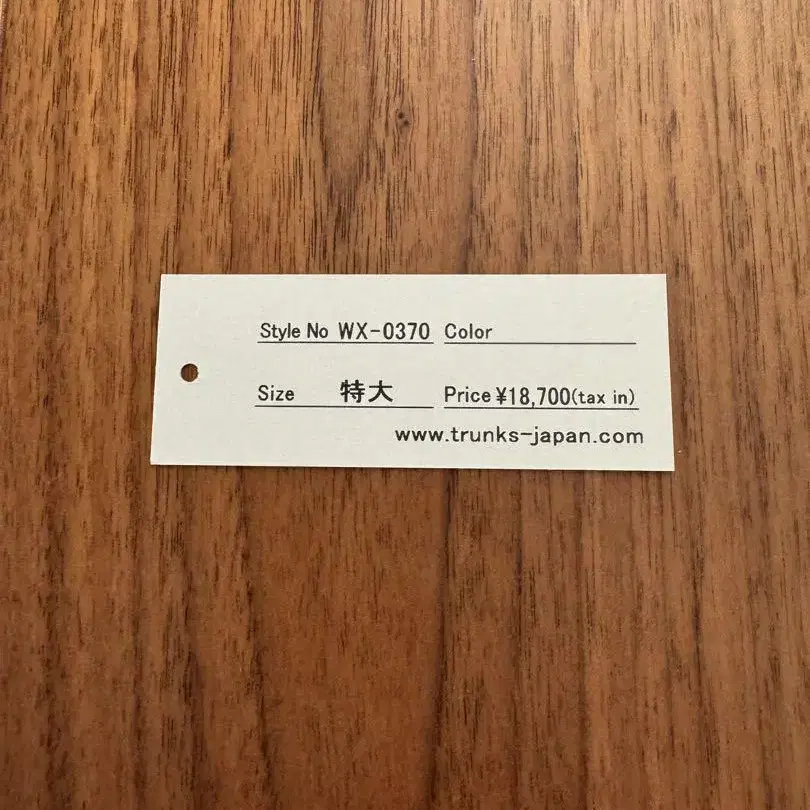 Style No WX-0370 Color
Size 特大 Price ¥18,700(tax in)
www.trunks-japan.com